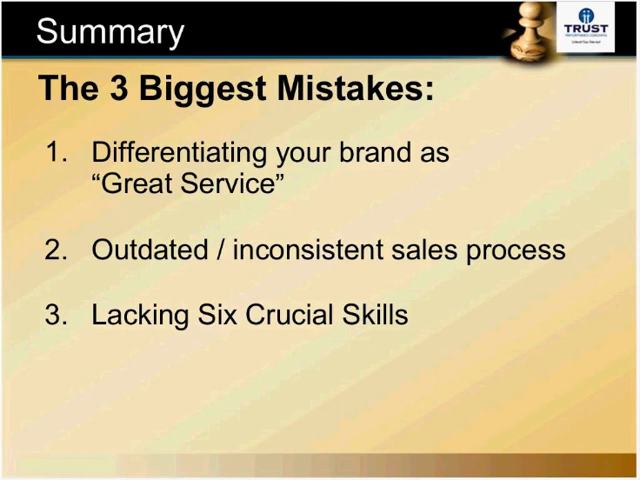 Summary
TRUST
The 3 Biggest Mistakes:
1. Differentiating your brand as
“Great Service”
2. Outdated / inconsistent sales process
3. Lacking Six Crucial Skills